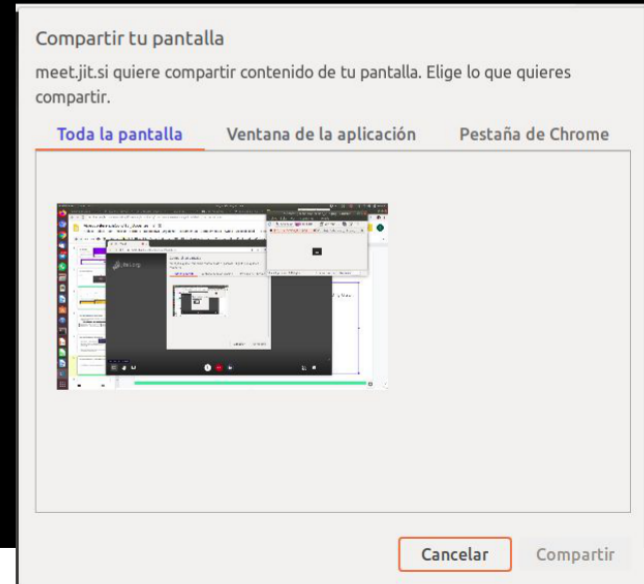 Compartir tu pantalla
meet.jit.si quiere compartir contenido de tu pantalla. Elige lo que quieres
compartir.
Toda la pantalla Ventana de la aplicación Pestaña de Chrome
Cancelar Compartir